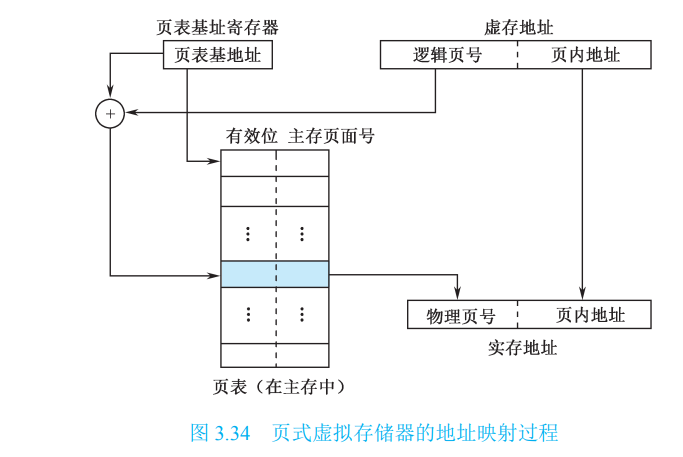 页表基址寄存器
虚存地址
页表基地址
逻辑页号
页内地址
+
有效位 主存页面号
物理页号
页内地址
实存地址
页表（在主存中）
图 3.34 页式虚拟存储器的地址映射过程